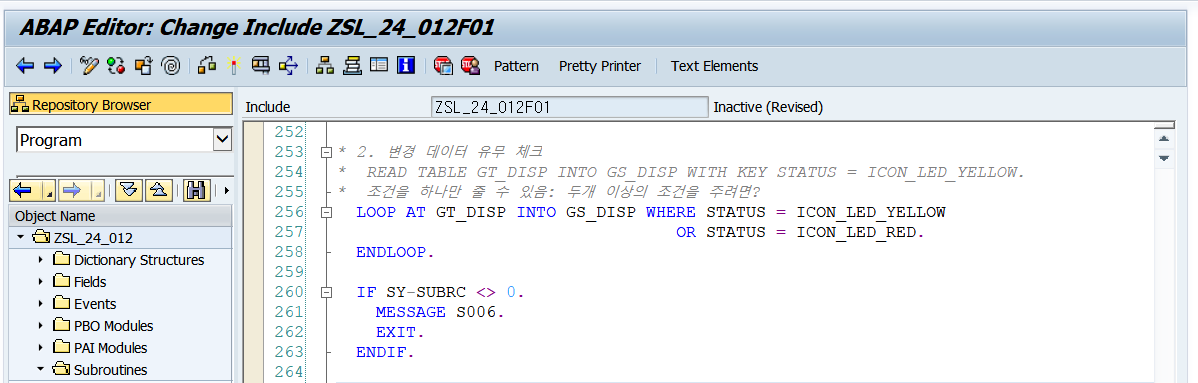 ABAP Editor: Change Include ZSL_24_012F01
Pattern Pretty Printer Text Elements
Repository Browser
Include ZSL_24_012F01 Inactive (Revised)
Program
Object Name
ZSL_24_012
Dictionary Structures
Fields
Events
PBO Modules
PAI Modules
Subroutines
252
253 * 2. 변경 데이터 유무 체크
254 *  READ TABLE GT_DISP INTO GS_DISP WITH KEY STATUS = ICON_LED_YELLOW.
255 *  조건을 하나만 줄 수 있음: 두개 이상의 조건을 주려면?
256   LOOP AT GT_DISP INTO GS_DISP WHERE STATUS = ICON_LED_YELLOW
257                                   OR STATUS = ICON_LED_RED.
258   ENDLOOP.
259
260   IF SY-SUBRC <> 0.
261     MESSAGE S006.
262     EXIT.
263   ENDIF.
264